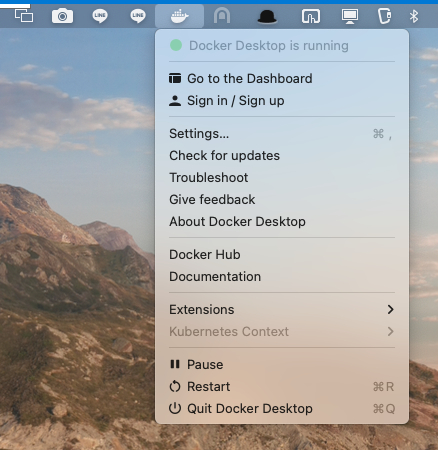 LINE
LINE
Docker Desktop is running
Go to the Dashboard
Sign in / Sign up
Settings... ⌘ ,
Check for updates
Troubleshoot
Give feedback
About Docker Desktop
Docker Hub
Documentation
Extensions
Kubernetes Context
Pause
Restart ⌘R
Quit Docker Desktop ⌘Q